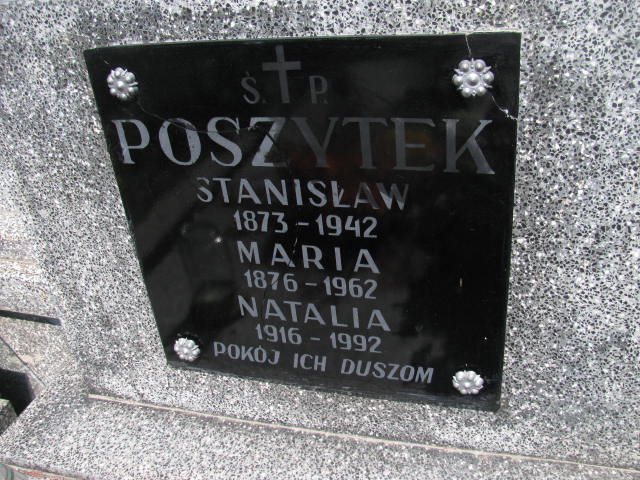 Ś. P.
POSZYTEK
STANISŁAW
1873 - 1942
MARIA
1876 - 1962
NATALIA
1916 - 1992
POKÓJ ICH DUSZOM